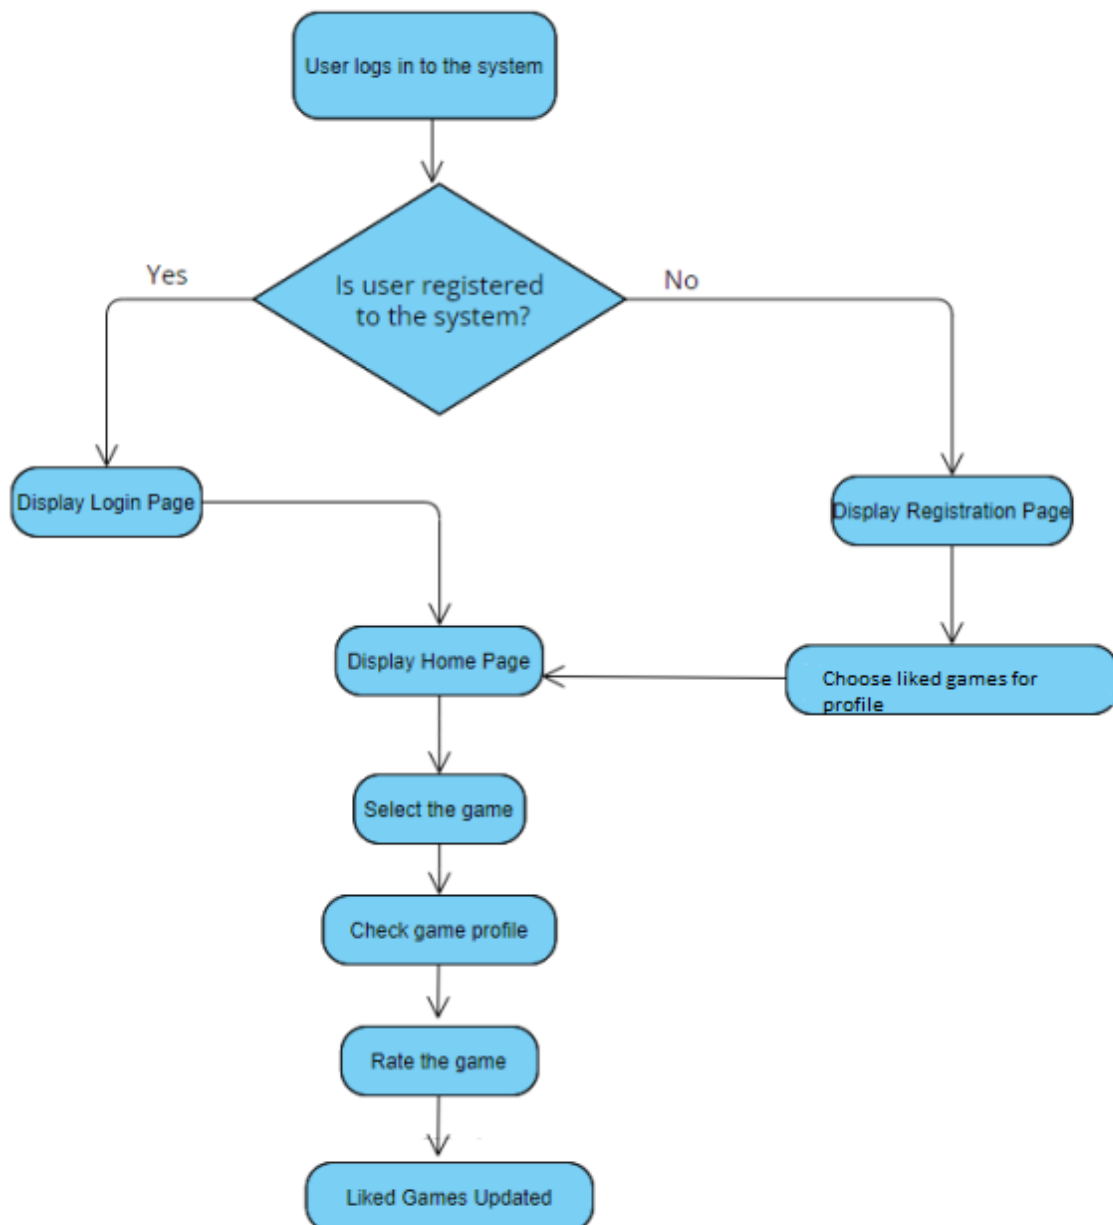 User logs in to the system
Yes
Is user registered
to the system?
No
Display Login Page
Display Registration Page
Display Home Page
Choose liked games for
profile
Select the game
Check game profile
Rate the game
Liked Games Updated